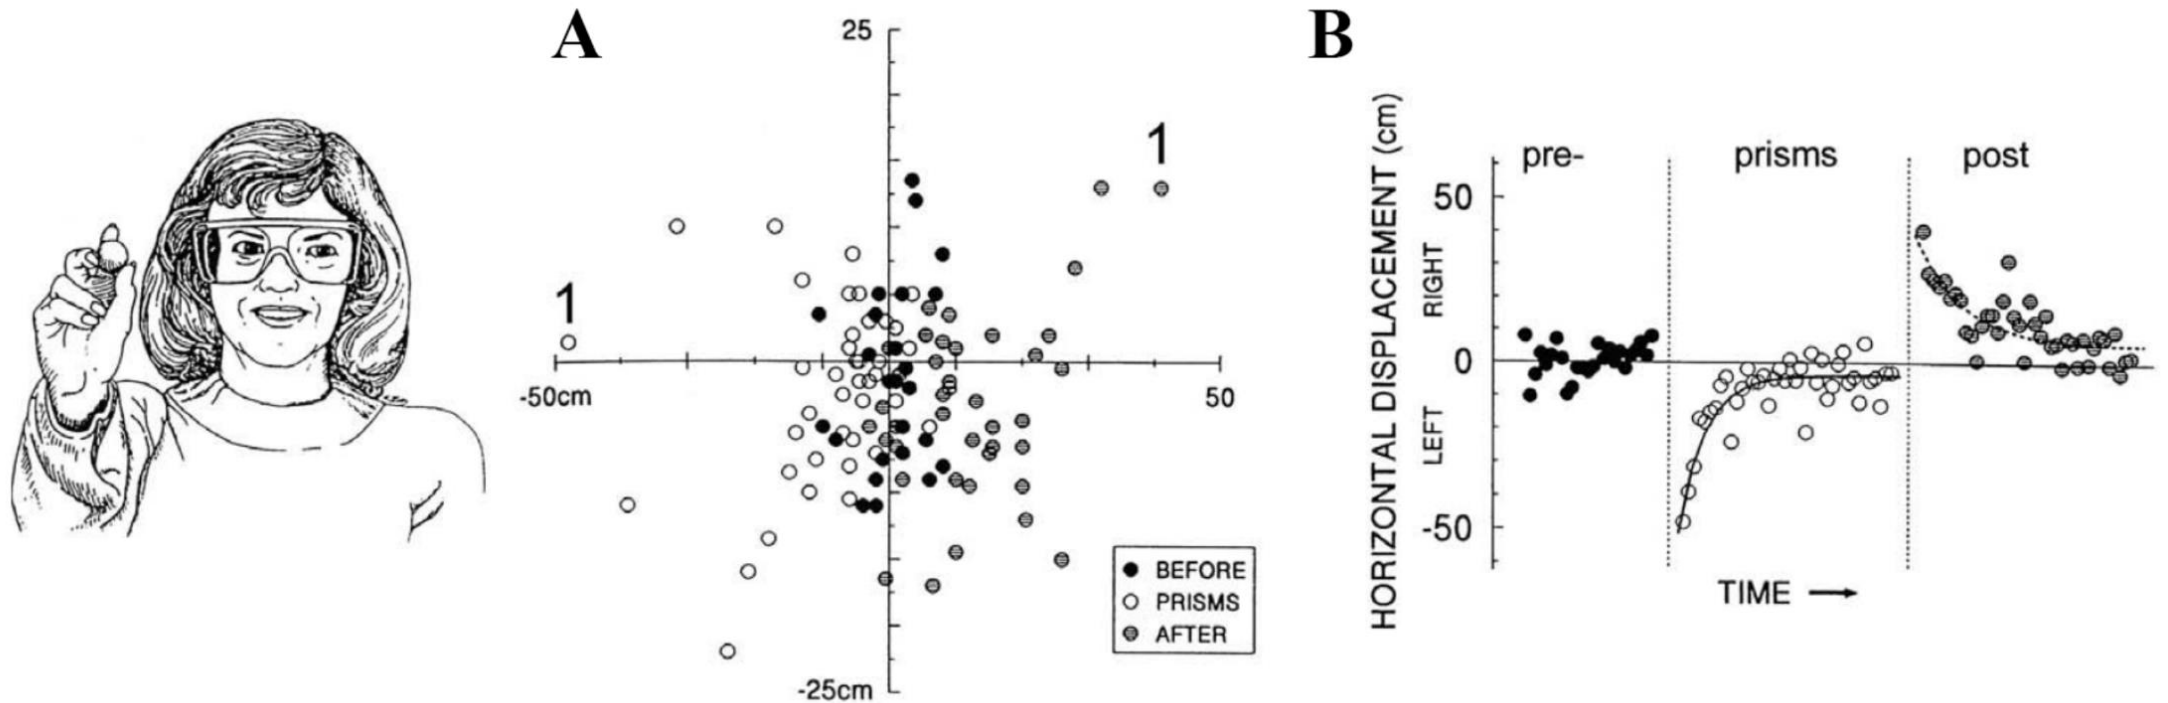 A
25
1
1
-50cm
50
-25cm
BEFORE
PRISMS
AFTER
B
HORIZONTAL DISPLACEMENT (cm)
LEFT RIGHT
pre- prisms post
50
0
-50
TIME